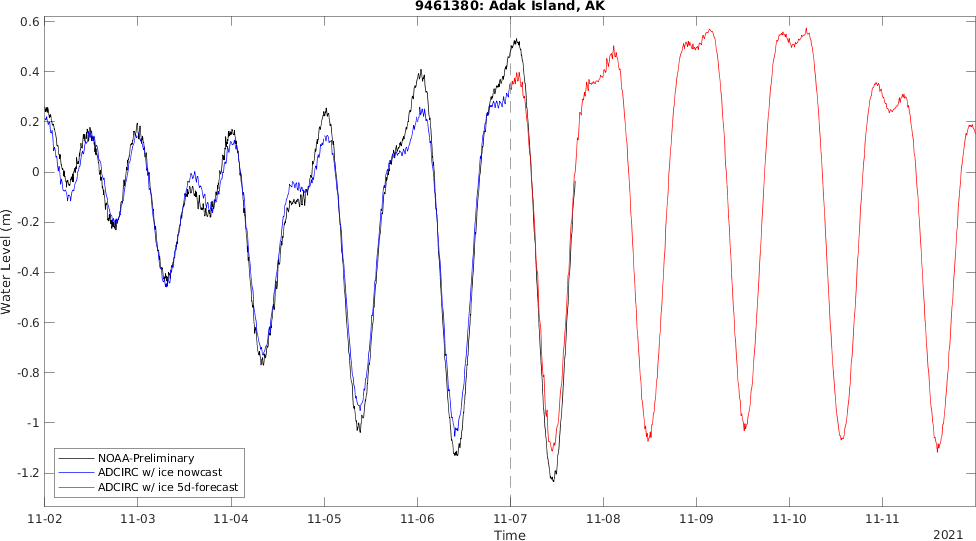 9461380: Adak Island, AK
0.6
0.4
0.2
0
-0.2
-0.4
-0.6
-0.8
-1
-1.2
Water Level (m)
NOAA-Preliminary
ADCIRC w/ ice nowcast
ADCIRC w/ ice 5d-forecast
11-02 11-03 11-04 11-05 11-06 11-07 11-08 11-09 11-10 11-11
Time
2021